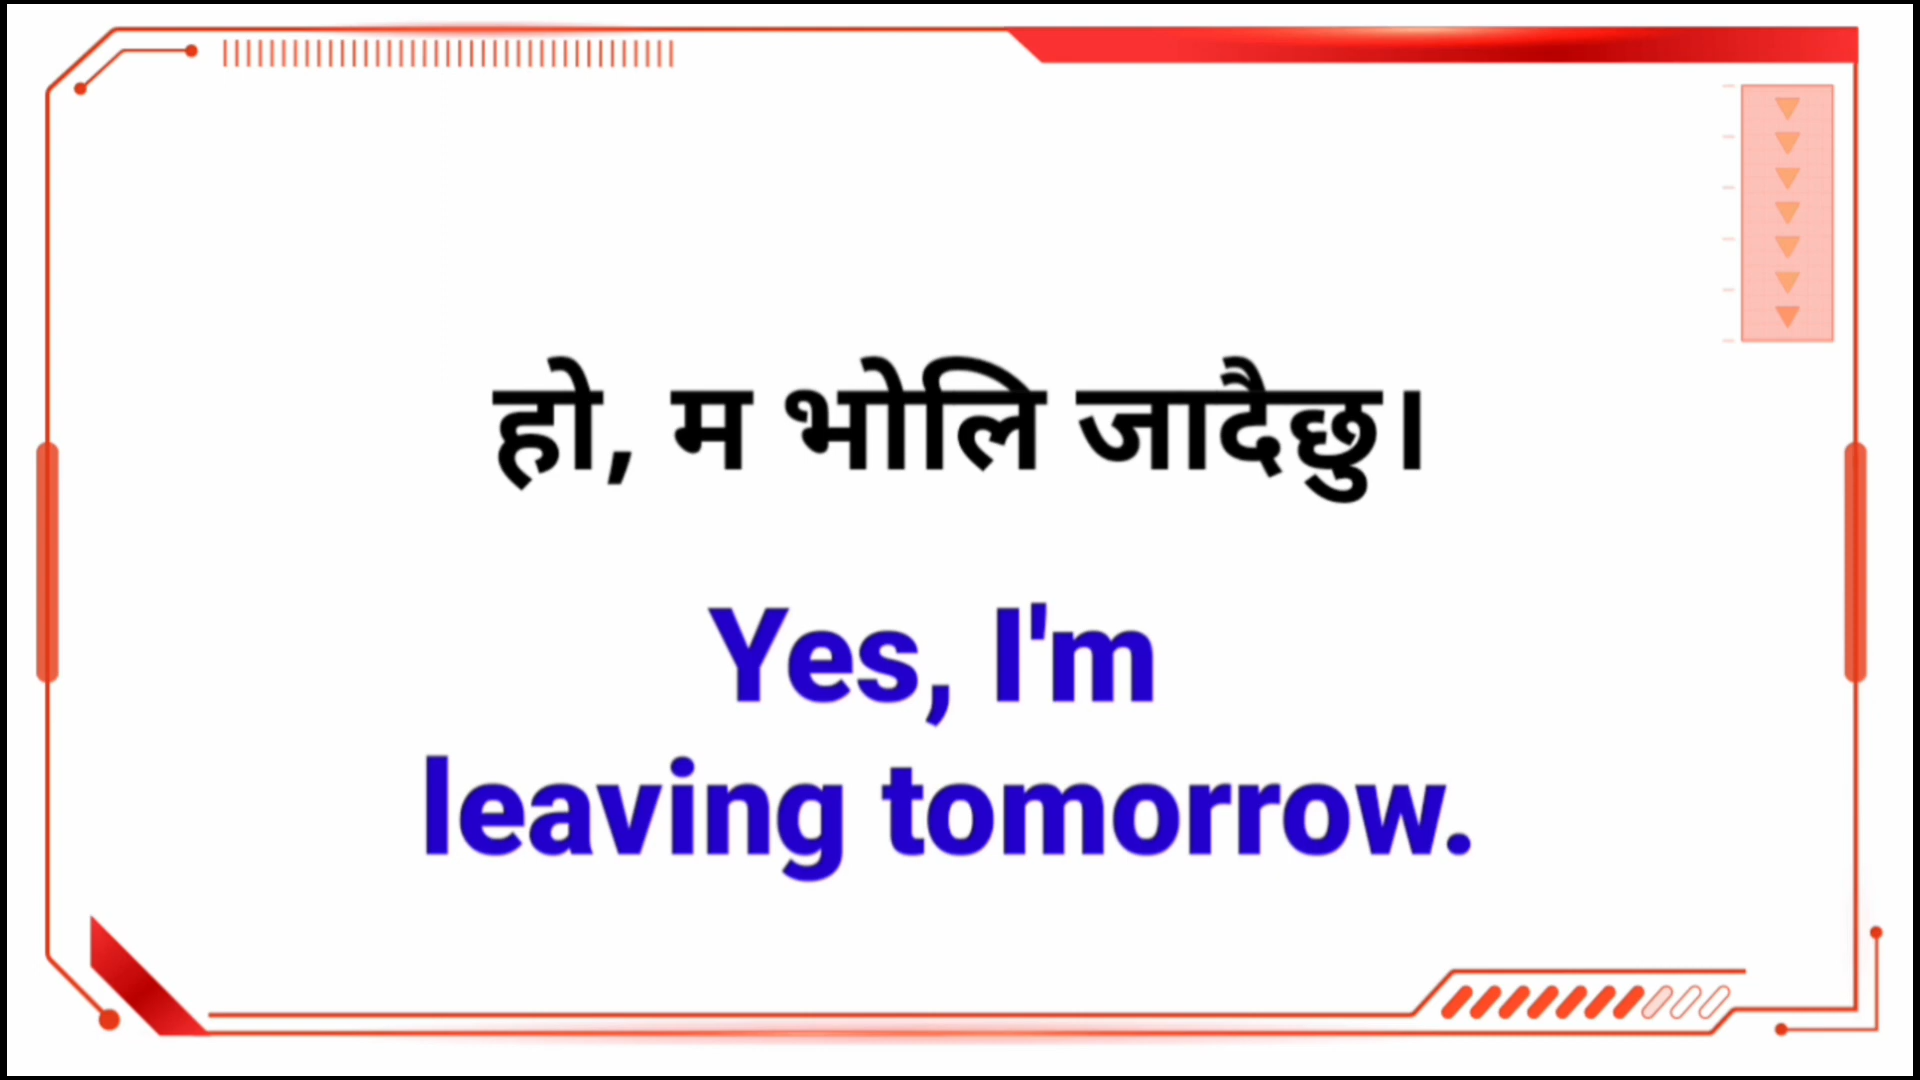 हो, म भोलि जादैछु।
Yes, I'm
leaving tomorrow.